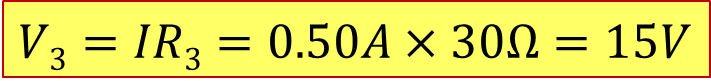 V₃ = IR₃ = 0.50A × 30Ω = 15V